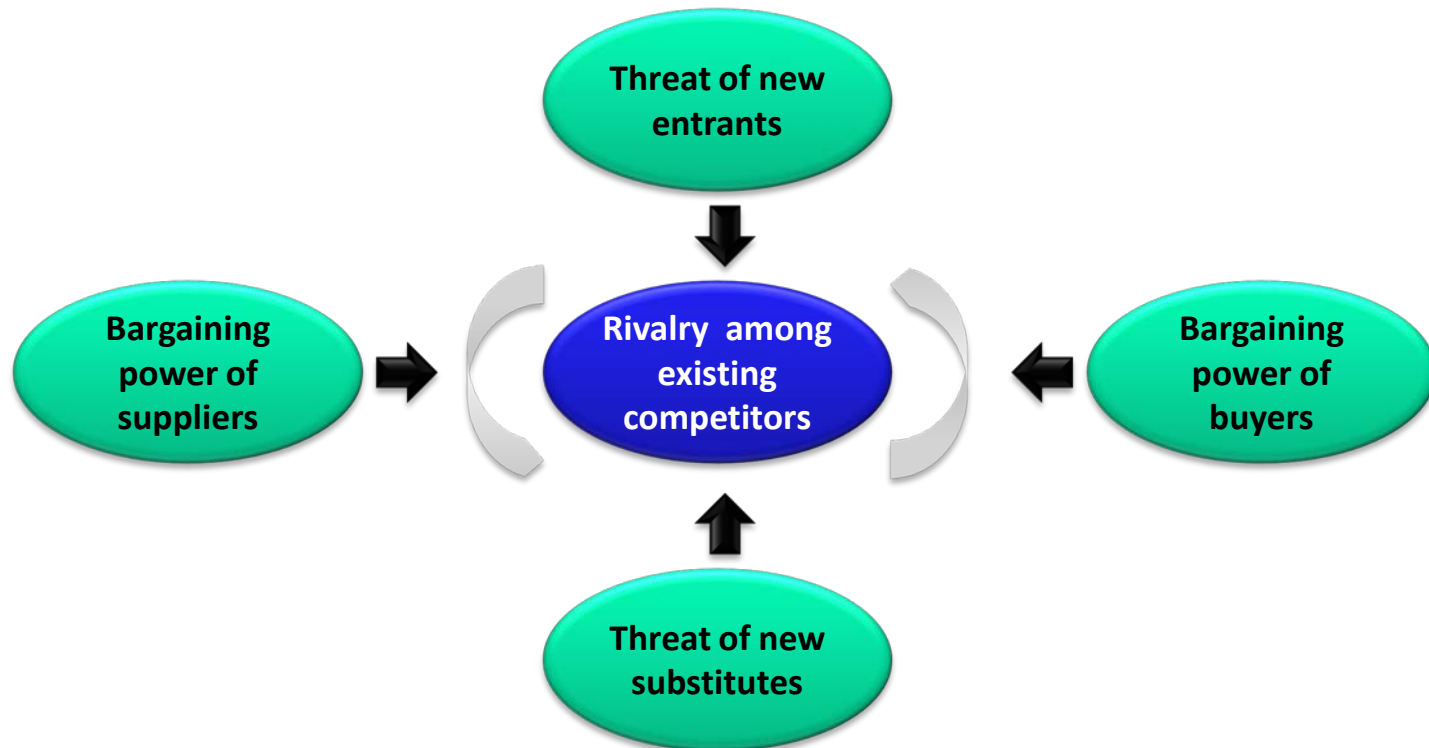 Threat of new
entrants
Bargaining
power of
suppliers
Rivalry  among
existing
competitors
Bargaining
power of
buyers
Threat of new
substitutes